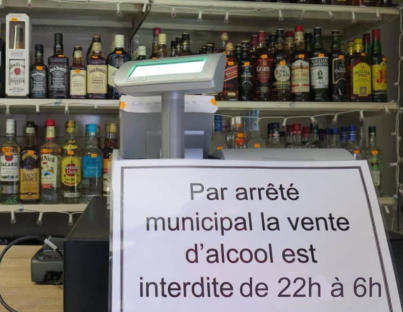 Par arrêté
municipal la vente
d'alcool est
interdite de 22h à 6h